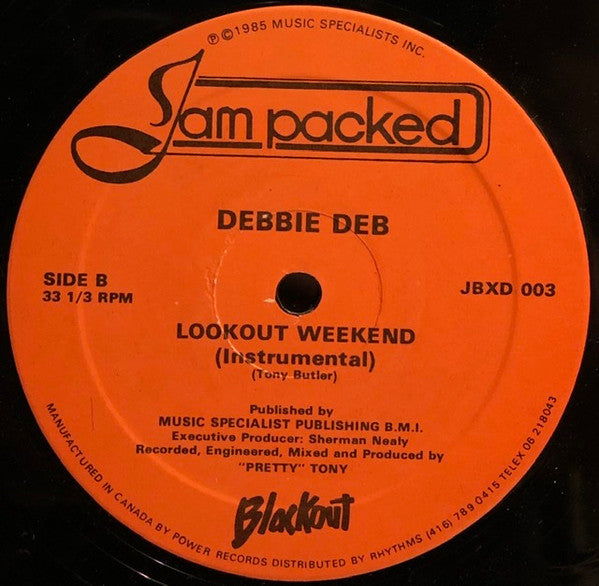 ℗©1985 MUSIC SPECIALISTS INC.
Jam packed
DEBBIE DEB
SIDE B
33 1/3 RPM
JBXD 003
LOOKOUT WEEKEND
(Instrumental)
(Tony Butler)
Published by
MUSIC SPECIALIST PUBLISHING B.M.I.
Executive Producer: Sherman Nealy
Recorded, Engineered, Mixed and Produced by
"PRETTY" TONY
Blackout
MANUFACTURED IN CANADA BY POWER RECORDS DISTRIBUTED BY RHYTHMS (416) 789 0415 TELEX 06 218043